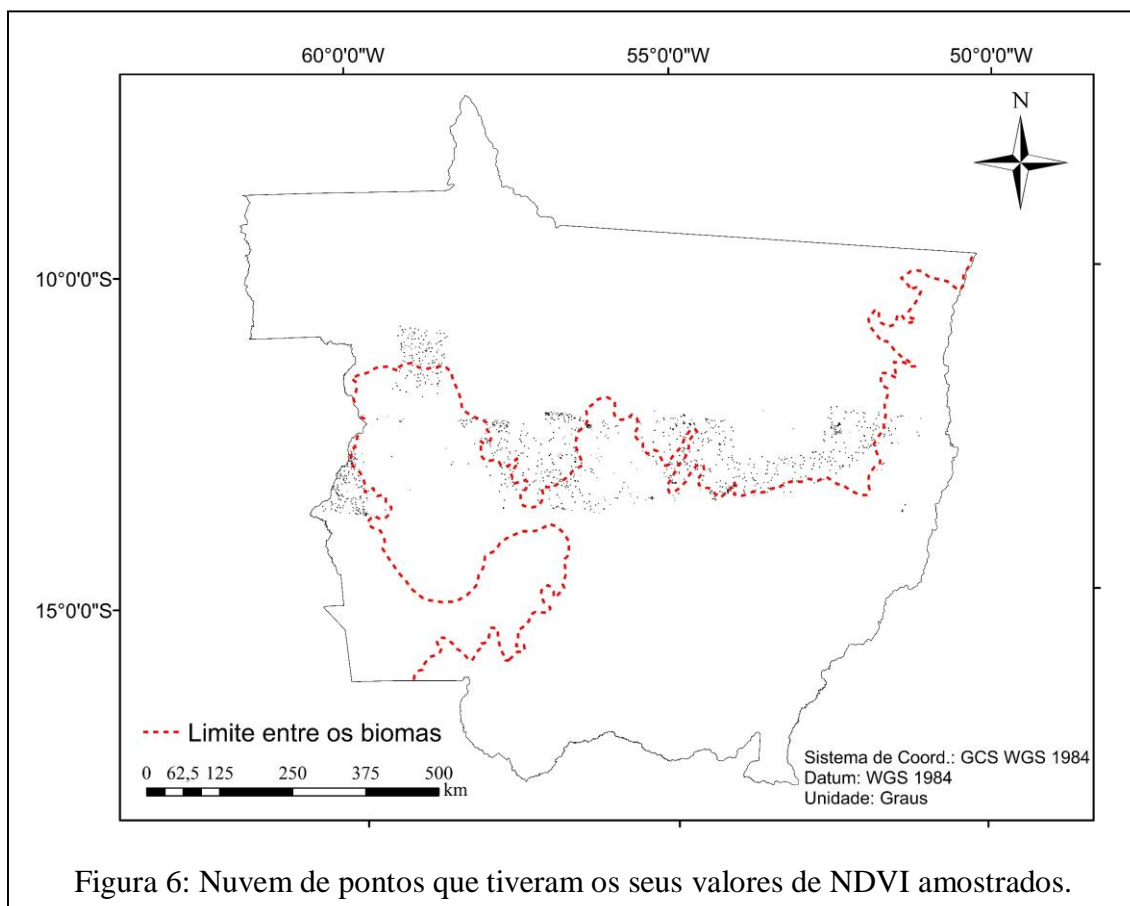 60°0'0"W 55°0'0"W 50°0'0"W
N
10°0'0"S
15°0'0"S
Limite entre os biomas
0 62,5 125 250 375 500
km
Sistema de Coord.: GCS WGS 1984
Datum: WGS 1984
Unidade: Graus
Figura 6: Nuvem de pontos que tiveram os seus valores de NDVI amostrados.